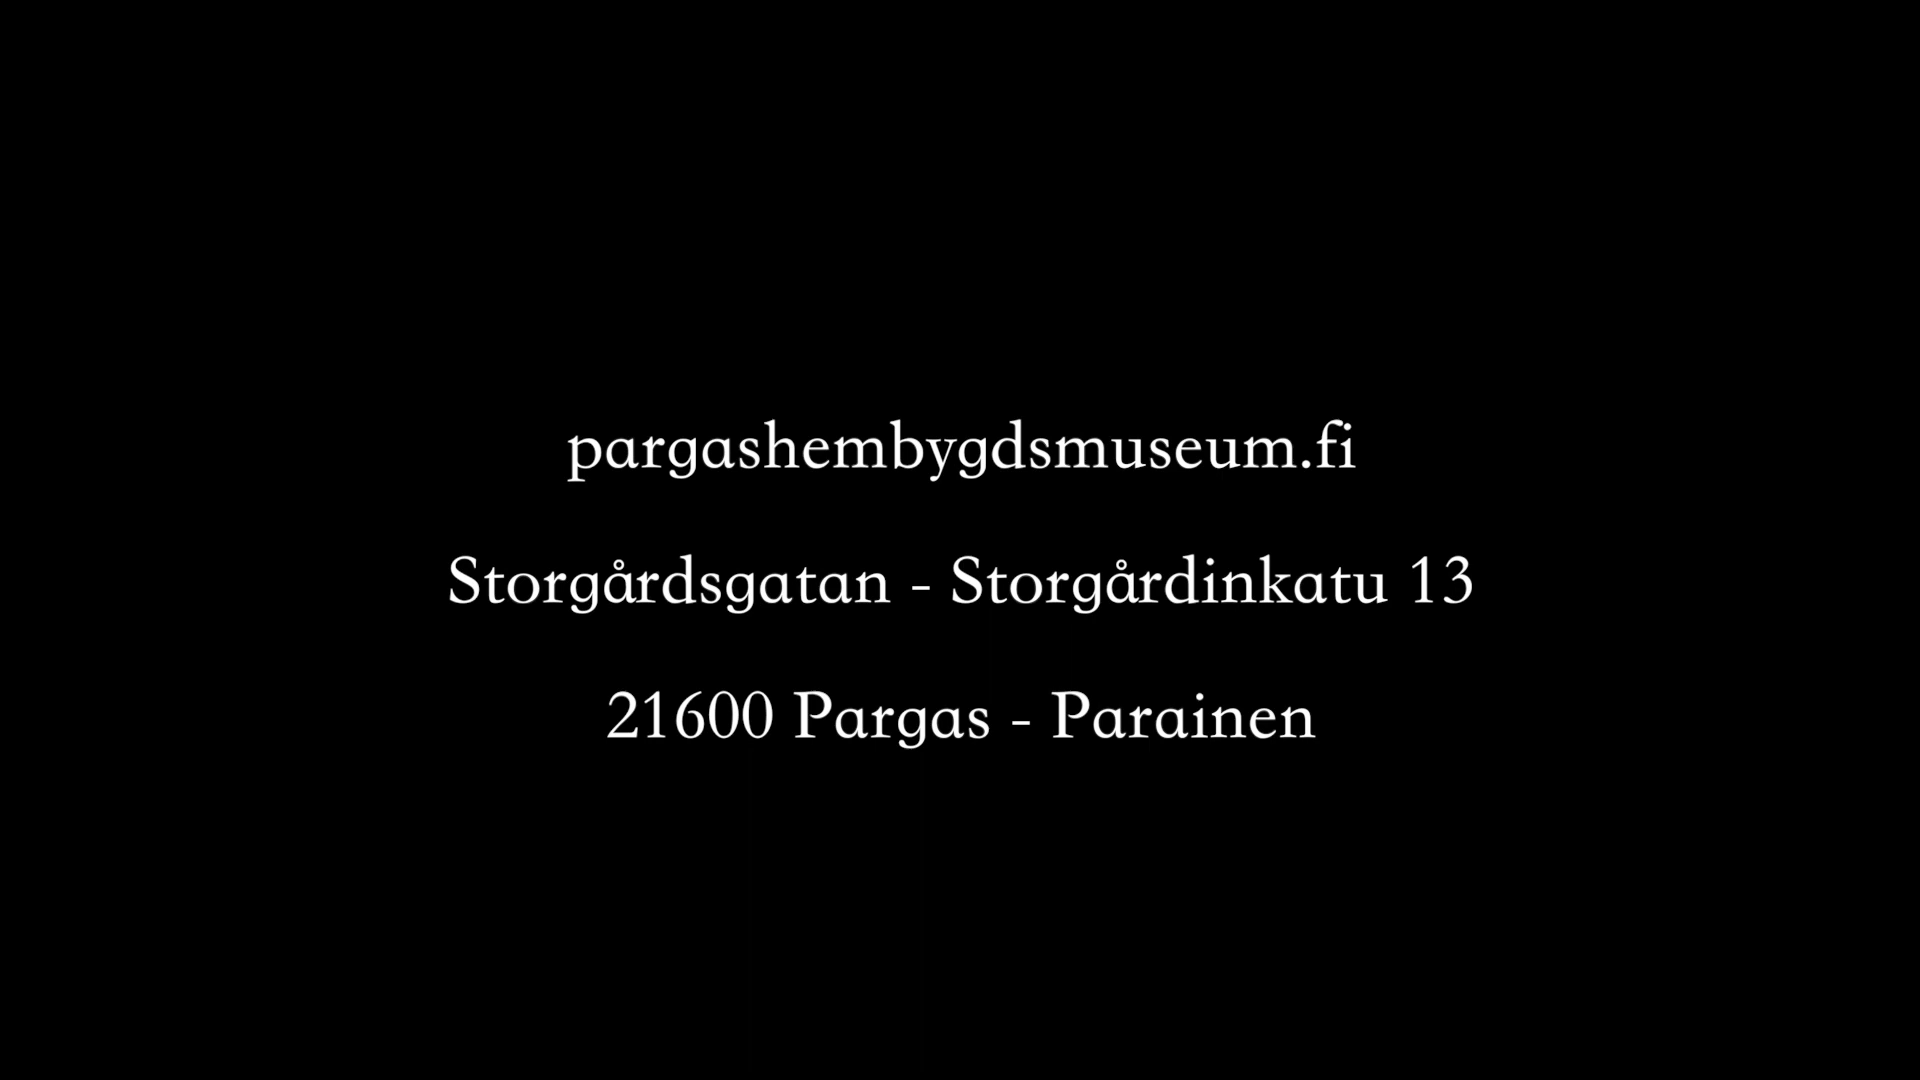 pargashembygdsmuseum.fi
Storgårdsgatan - Storgårdinkatu 13
21600 Pargas - Parainen